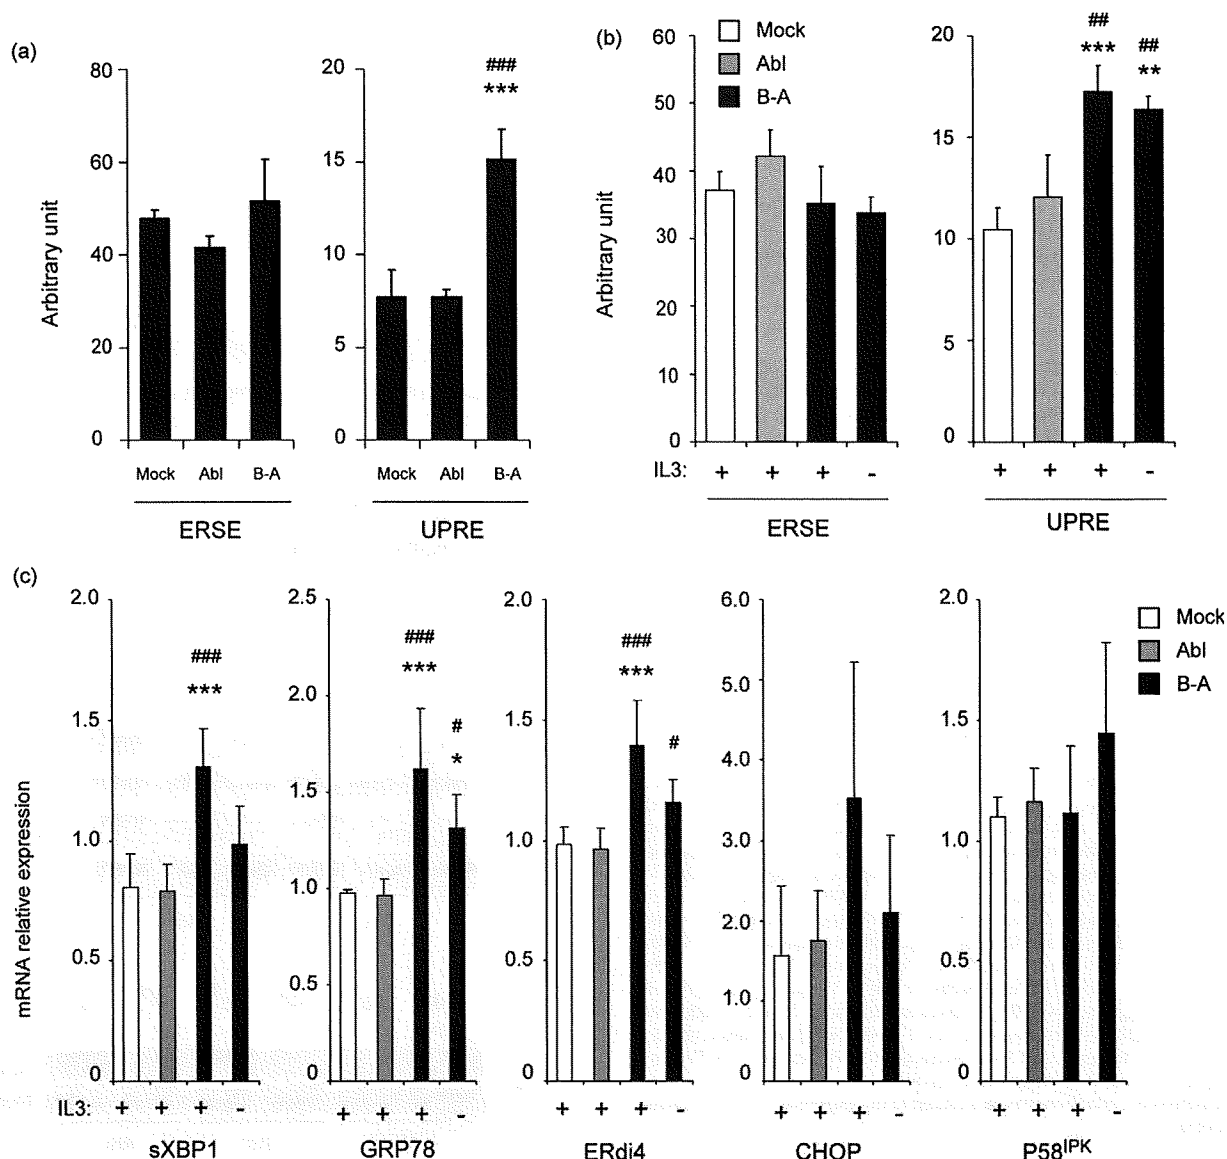 (a)
Arbitrary unit
80
60
40
20
0
Mock Abl B-A
ERSE
20
15
10
5
0
###
***
Mock Abl B-A
UPRE
(b)
Mock
Abl
B-A
Arbitrary unit
60
50
40
30
20
10
0
IL3: + + + -
ERSE
20
15
10
5
0
##
***
##
**
+ + + -
UPRE
(c)
mRNA relative expression
2.0
1.5
1.0
0.5
0
###
***
IL3: + + + -
sXBP1
2.5
2.0
1.5
1.0
0.5
0
###
***
#
*
+ + + -
GRP78
2.0
1.5
1.0
0.5
0
###
***
#
+ + + -
ERdi4
6.0
5.0
4.0
3.0
2.0
1.0
0
+ + + -
CHOP
2.0
1.5
1.0
0.5
0
+ + + -
P58IPK
Mock
Abl
B-A